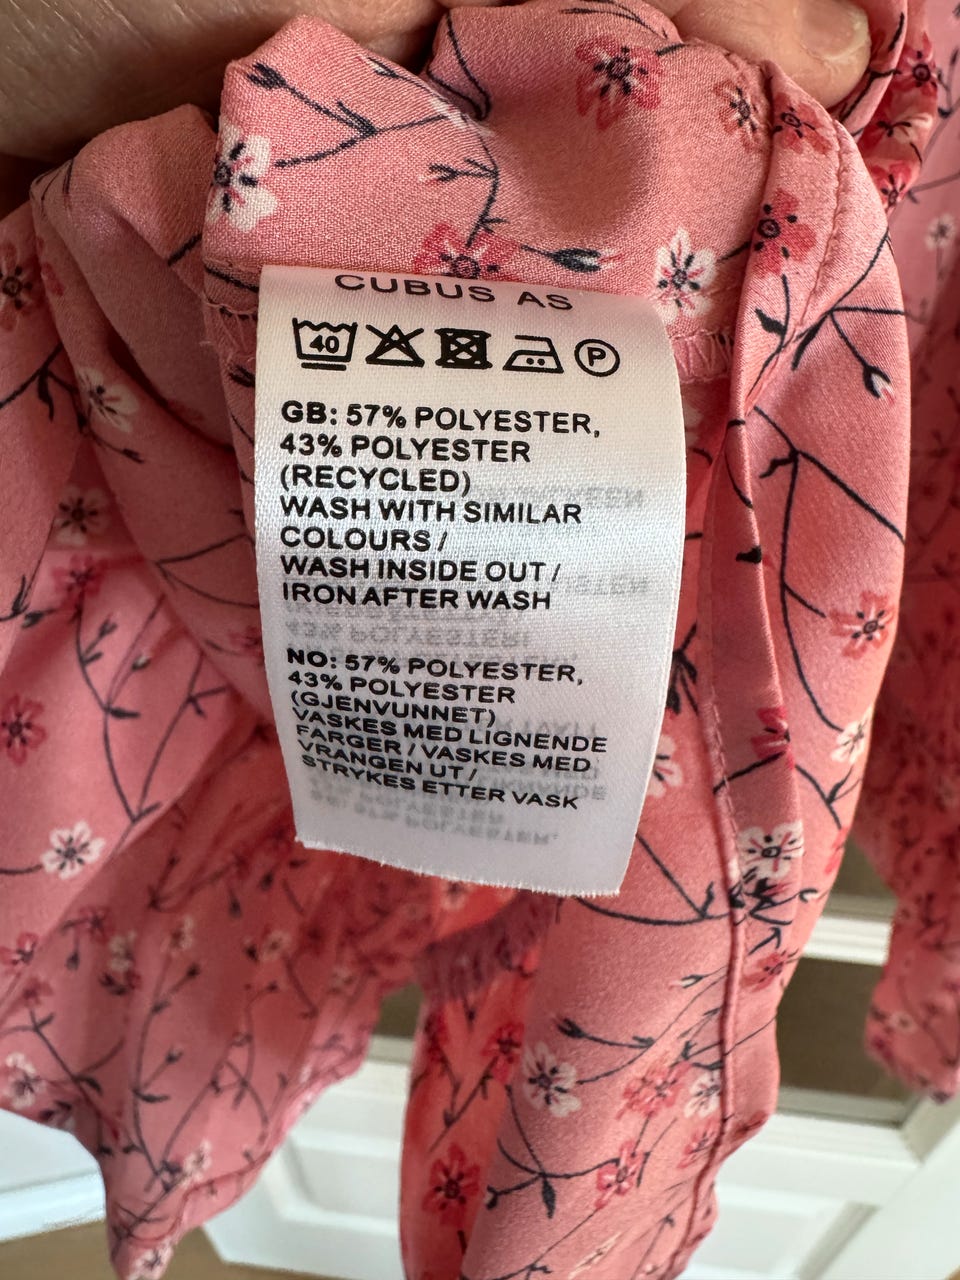 CUBUS AS
40 P
GB: 57% POLYESTER,
43% POLYESTER
(RECYCLED)
WASH WITH SIMILAR
COLOURS /
WASH INSIDE OUT /
IRON AFTER WASH
NO: 57% POLYESTER,
43% POLYESTER
(GJENVUNNET)
VASKES MED LIGNENDE
FARGER / VASKES MED
VRANGEN UT /
STRYKES ETTER VASK